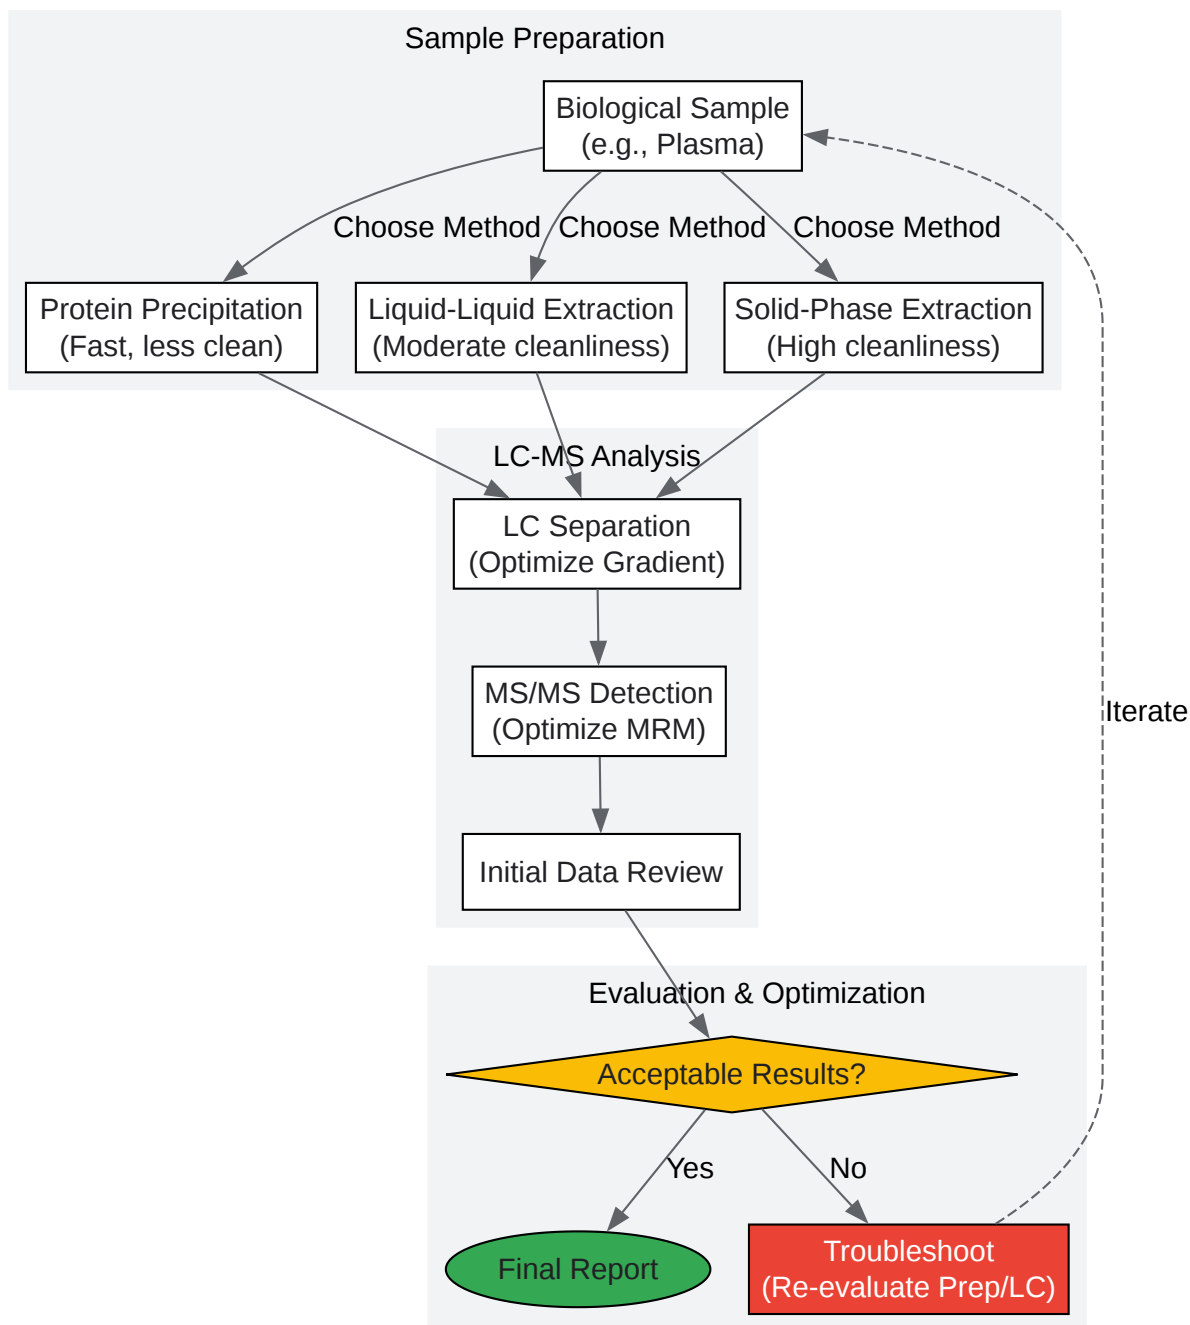 Sample Preparation
Biological Sample
(e.g., Plasma)
Choose Method
Choose Method
Choose Method
Protein Precipitation
(Fast, less clean)
Liquid-Liquid Extraction
(Moderate cleanliness)
Solid-Phase Extraction
(High cleanliness)
LC-MS Analysis
LC Separation
(Optimize Gradient)
MS/MS Detection
(Optimize MRM)
Iterate
Initial Data Review
Evaluation & Optimization
Acceptable Results?
Yes
No
Final Report
Troubleshoot
(Re-evaluate Prep/LC)